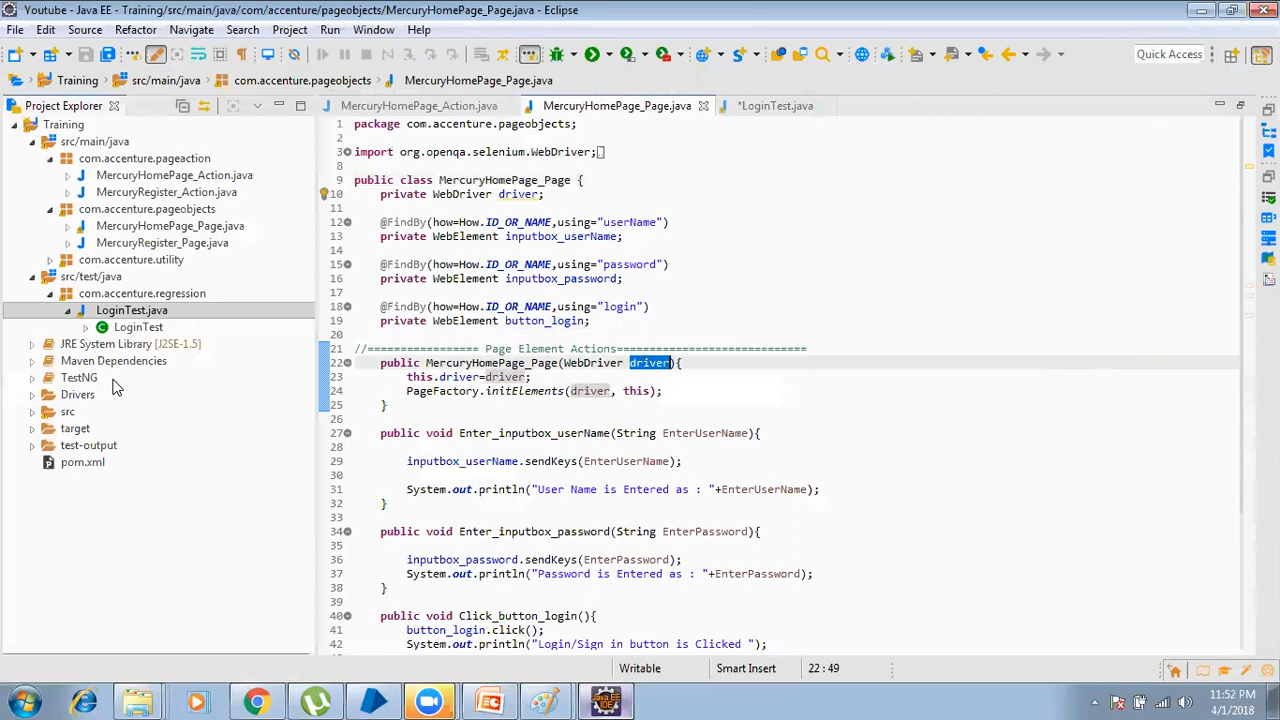 Youtube - Java EE - Training/src/main/java/com/accenture/pageobjects/MercuryHomePage_Page.java - Eclipse
File Edit Source Refactor Navigate Search Project Run Window Help
Quick Access
Training src/main/java com.accenture.pageobjects MercuryHomePage_Page.java
Project Explorer
MercuryHomePage_Action.java MercuryHomePage_Page.java *LoginTest.java
Training
src/main/java
com.accenture.pageaction
MercuryHomePage_Action.java
MercuryRegister_Action.java
com.accenture.pageobjects
MercuryHomePage_Page.java
MercuryRegister_Page.java
com.accenture.utility
src/test/java
com.accenture.regression
LoginTest.java
LoginTest
JRE System Library [J2SE-1.5]
Maven Dependencies
TestNG
Drivers
src
target
test-output
pom.xml
1 package com.accenture.pageobjects;
2
3 import org.openqa.selenium.WebDriver;
8
9 public class MercuryHomePage_Page {
10 private WebDriver driver;
11
12 @FindBy(how=How.ID_OR_NAME,using="userName")
13 private WebElement inputbox_userName;
14
15 @FindBy(how=How.ID_OR_NAME,using="password")
16 private WebElement inputbox_password;
17
18 @FindBy(how=How.ID_OR_NAME,using="login")
19 private WebElement button_login;
20
21 //================= Page Element Actions=============================
22 public MercuryHomePage_Page(WebDriver driver){
23 this.driver=driver;
24 PageFactory.initElements(driver, this);
25 }
26
27 public void Enter_inputbox_userName(String EnterUserName){
28
29 inputbox_userName.sendKeys(EnterUserName);
30
31 System.out.println("User Name is Entered as : "+EnterUserName);
32 }
33
34 public void Enter_inputbox_password(String EnterPassword){
35
36 inputbox_password.sendKeys(EnterPassword);
37 System.out.println("Password is Entered as : "+EnterPassword);
38 }
39
40 public void Click_button_login(){
41 button_login.click();
42 System.out.println("Login/Sign in button is Clicked ");
Writable Smart Insert 22 : 49
Java EE IDE
11:52 PM
4/1/2018